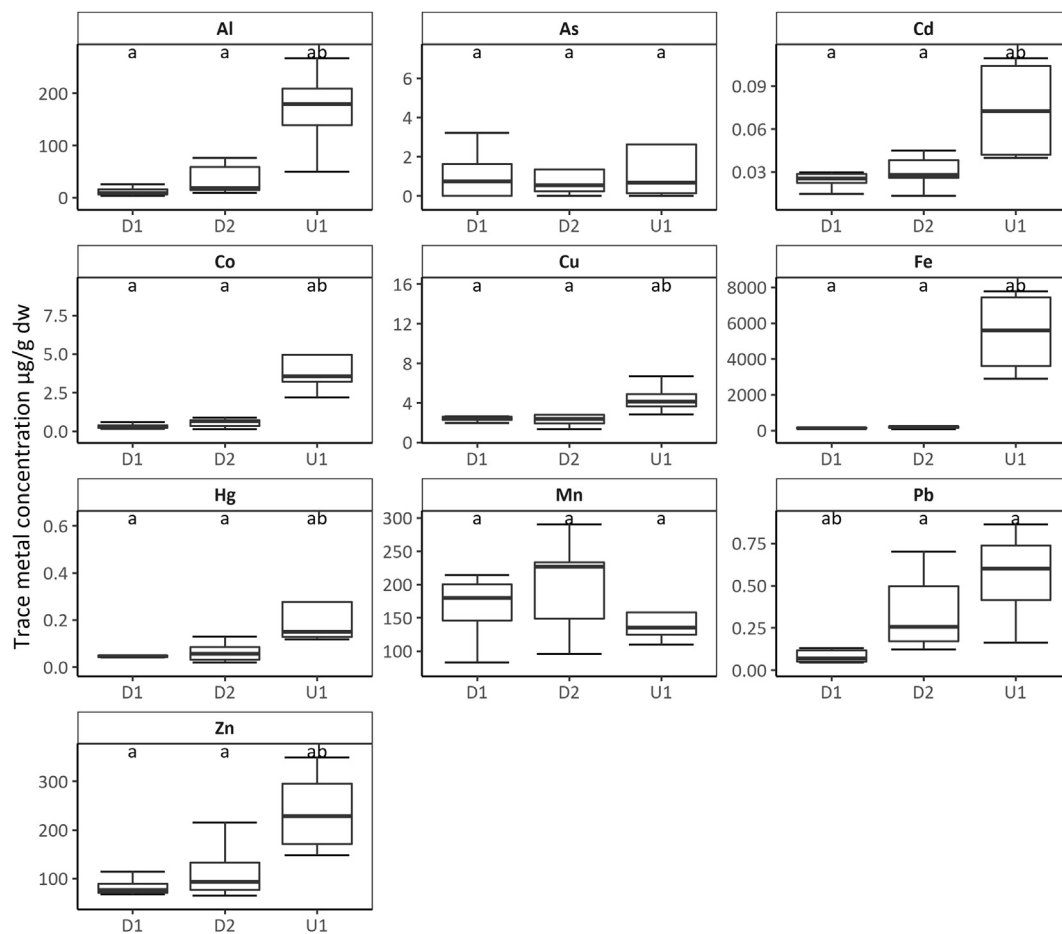 Trace metal concentration µg/g dw
Al As Cd
a a ab a a a a a ab
200 100 0
6 4 2 0
0.09 0.06 0.03
D1 D2 U1 D1 D2 U1 D1 D2 U1
Co Cu Fe
a a ab a a ab a a ab
7.5 5.0 2.5 0.0
16 12 8 4 0
8000 6000 4000 2000 0
D1 D2 U1 D1 D2 U1 D1 D2 U1
Hg Mn Pb
a a ab a a a ab a a
0.6 0.4 0.2 0.0
300 250 200 150 100
0.75 0.50 0.25 0.00
D1 D2 U1 D1 D2 U1 D1 D2 U1
Zn
a a ab
300 200 100
D1 D2 U1